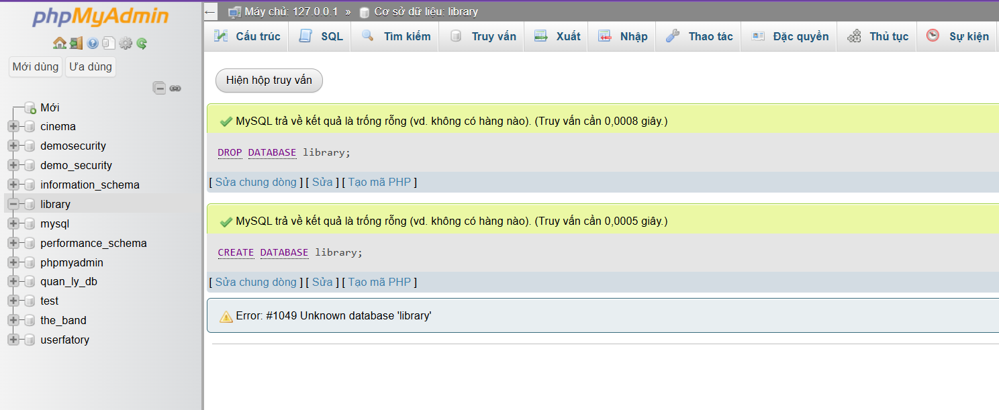 phpMyAdmin
Mới dùng Ưa dùng
Mới
cinema
demosecurity
demo_security
information_schema
library
mysql
performance_schema
phpmyadmin
quan_ly_db
test
the_band
userfatory
Máy chủ: 127.0.0.1 » Cơ sở dữ liệu: library
Cấu trúc SQL Tìm kiếm Truy vấn Xuất Nhập Thao tác Đặc quyền Thủ tục Sự kiện
Hiện hộp truy vấn
MySQL trả về kết quả là trống rỗng (vd. không có hàng nào). (Truy vấn cần 0,0008 giây.)
DROP DATABASE library;
[ Sửa chung dòng ] [ Sửa ] [ Tạo mã PHP ]
MySQL trả về kết quả là trống rỗng (vd. không có hàng nào). (Truy vấn cần 0,0005 giây.)
CREATE DATABASE library;
[ Sửa chung dòng ] [ Sửa ] [ Tạo mã PHP ]
Error: #1049 Unknown database 'library'